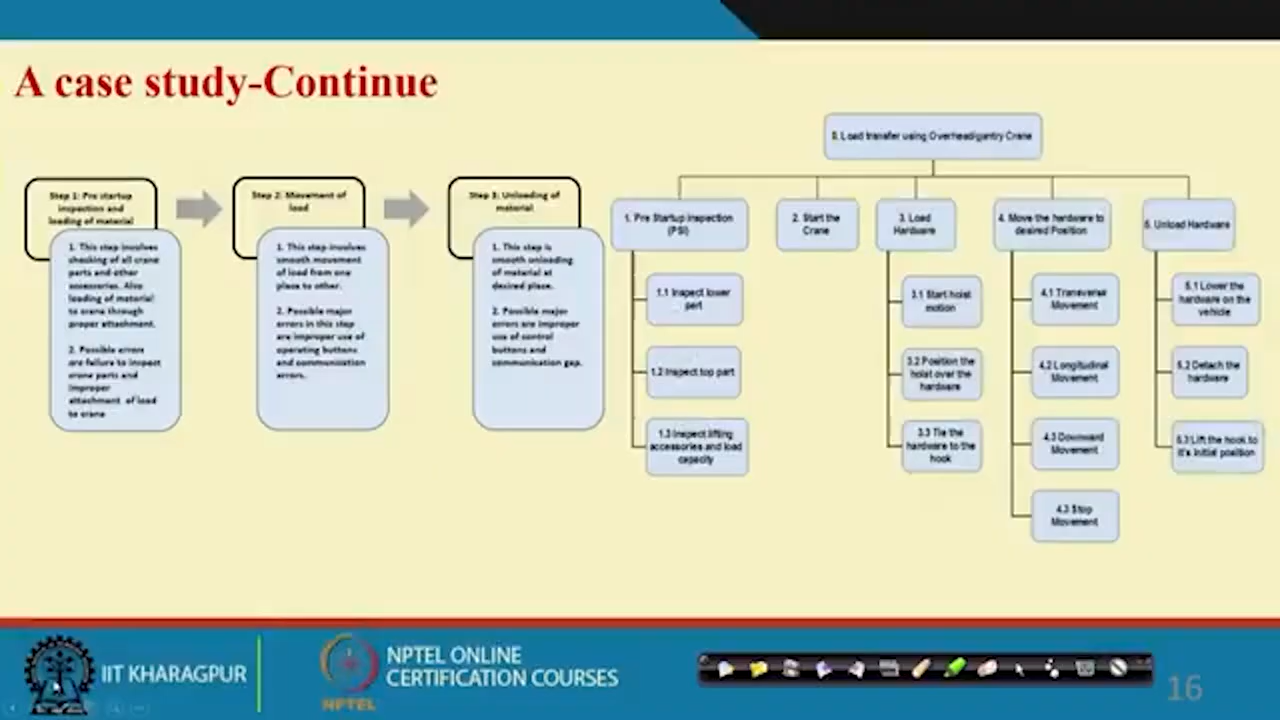 A case study-Continue
Step 1: Pre startup
inspection and
loading of material
1. This step involves
checking of all crane
parts and other
accessories. Also
loading of material
to crane through
proper attachment.
2. Possible errors
are failure to inspect
crane parts and
improper
attachment of load
to crane
Step 2: Movement of
load
1. This step involves
smooth movement
of load from one
place to other.
2. Possible major
errors in this step
are improper use of
operating buttons
and communication
errors.
Step 3: Unloading of
material
1. This step is
smooth unloading
of material at
desired place.
2. Possible major
errors are improper
use of control
buttons and
communication gap.
0. Load transfer using Overhead/gantry Crane
1. Pre Startup Inspection
(PSI)
1.1 Inspect lower
part
1.2 Inspect top part
1.3 Inspect lifting
accessories and load
capacity
2. Start the
Crane
3. Load
Hardware
3.1 Start hoist
motion
3.2 Position the
hoist over the
hardware
3.3 Tie the
hardware to the
hook
4. Move the hardware to
desired Position
4.1 Transverse
Movement
4.2 Longitudinal
Movement
4.3 Downward
Movement
4.3 Stop
Movement
5. Unload Hardware
5.1 Lower the
hardware on the
vehicle
5.2 Detach the
hardware
5.3 Lift the hook to
it's initial position
IIT KHARAGPUR
NPTEL
NPTEL ONLINE
CERTIFICATION COURSES
16